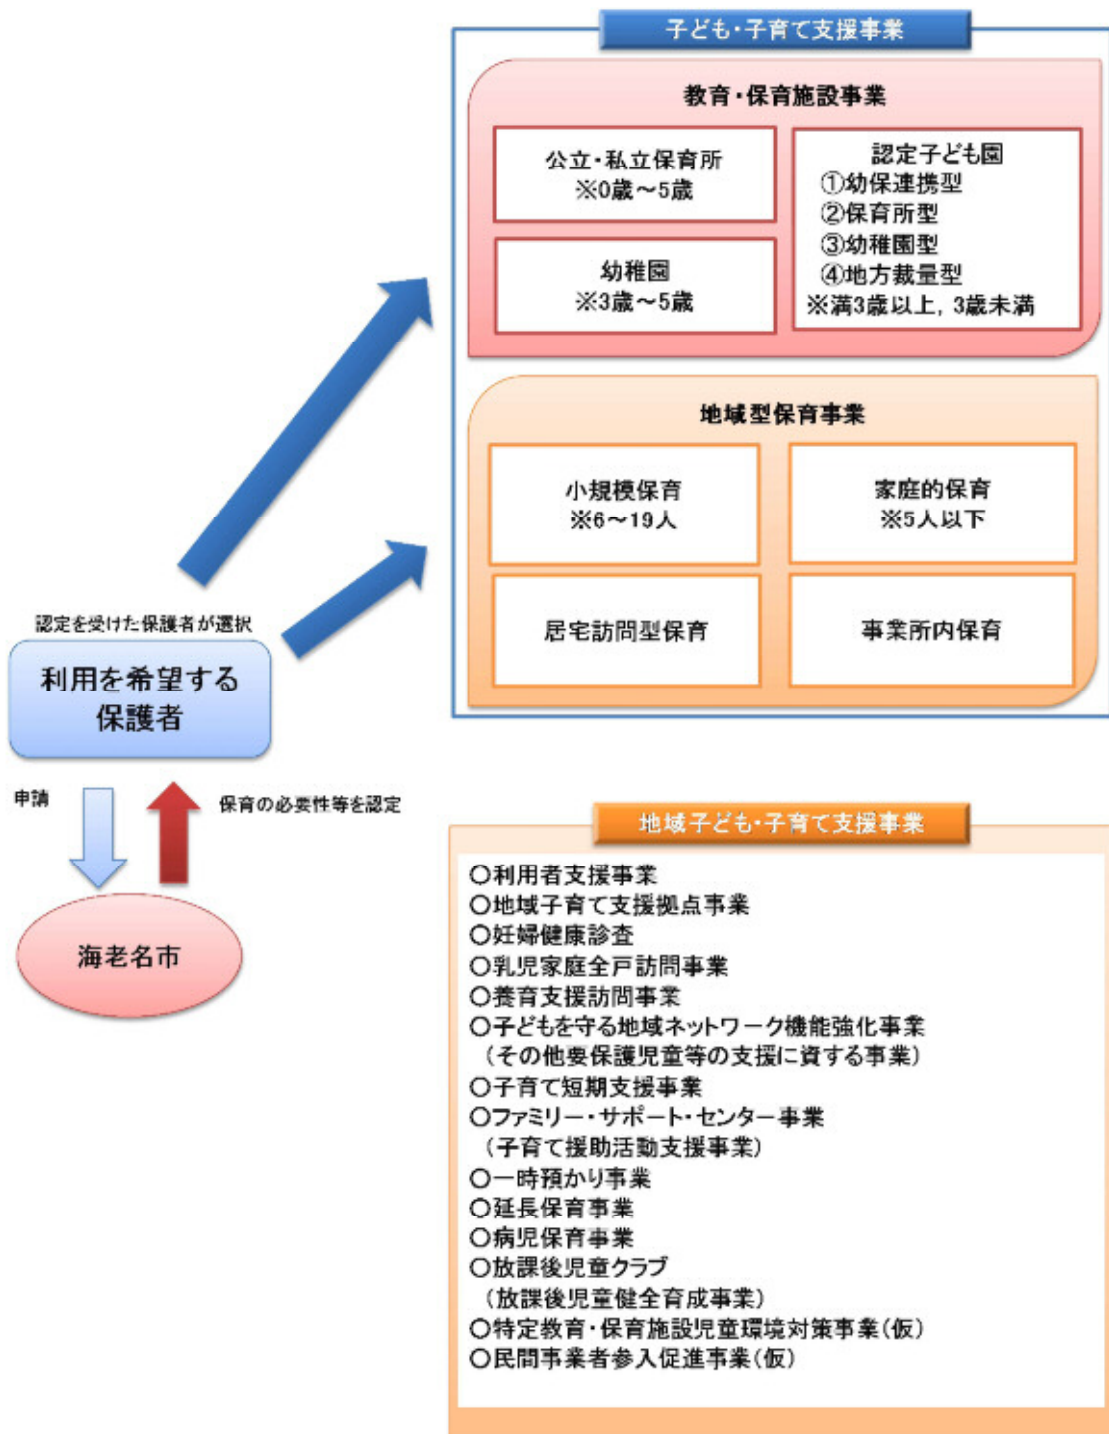 子ども・子育て支援事業
教育・保育施設事業
公立・私立保育所
※0歳～5歳
幼稚園
※3歳～5歳
認定子ども園
①幼保連携型
②保育所型
③幼稚園型
④地方裁量型
※満3歳以上，3歳未満
地域型保育事業
小規模保育
※6～19人
家庭的保育
※5人以下
居宅訪問型保育
事業所内保育
認定を受けた保護者が選択
利用を希望する
保護者
申請
保育の必要性等を認定
海老名市
地域子ども・子育て支援事業
○利用者支援事業
○地域子育て支援拠点事業
○妊婦健康診査
○乳児家庭全戸訪問事業
○養育支援訪問事業
○子どもを守る地域ネットワーク機能強化事業
（その他要保護児童等の支援に資する事業）
○子育て短期支援事業
○ファミリー・サポート・センター事業
（子育て援助活動支援事業）
○一時預かり事業
○延長保育事業
○病児保育事業
○放課後児童クラブ
（放課後児童健全育成事業）
○特定教育・保育施設児童環境対策事業（仮）
○民間事業者参入促進事業（仮）